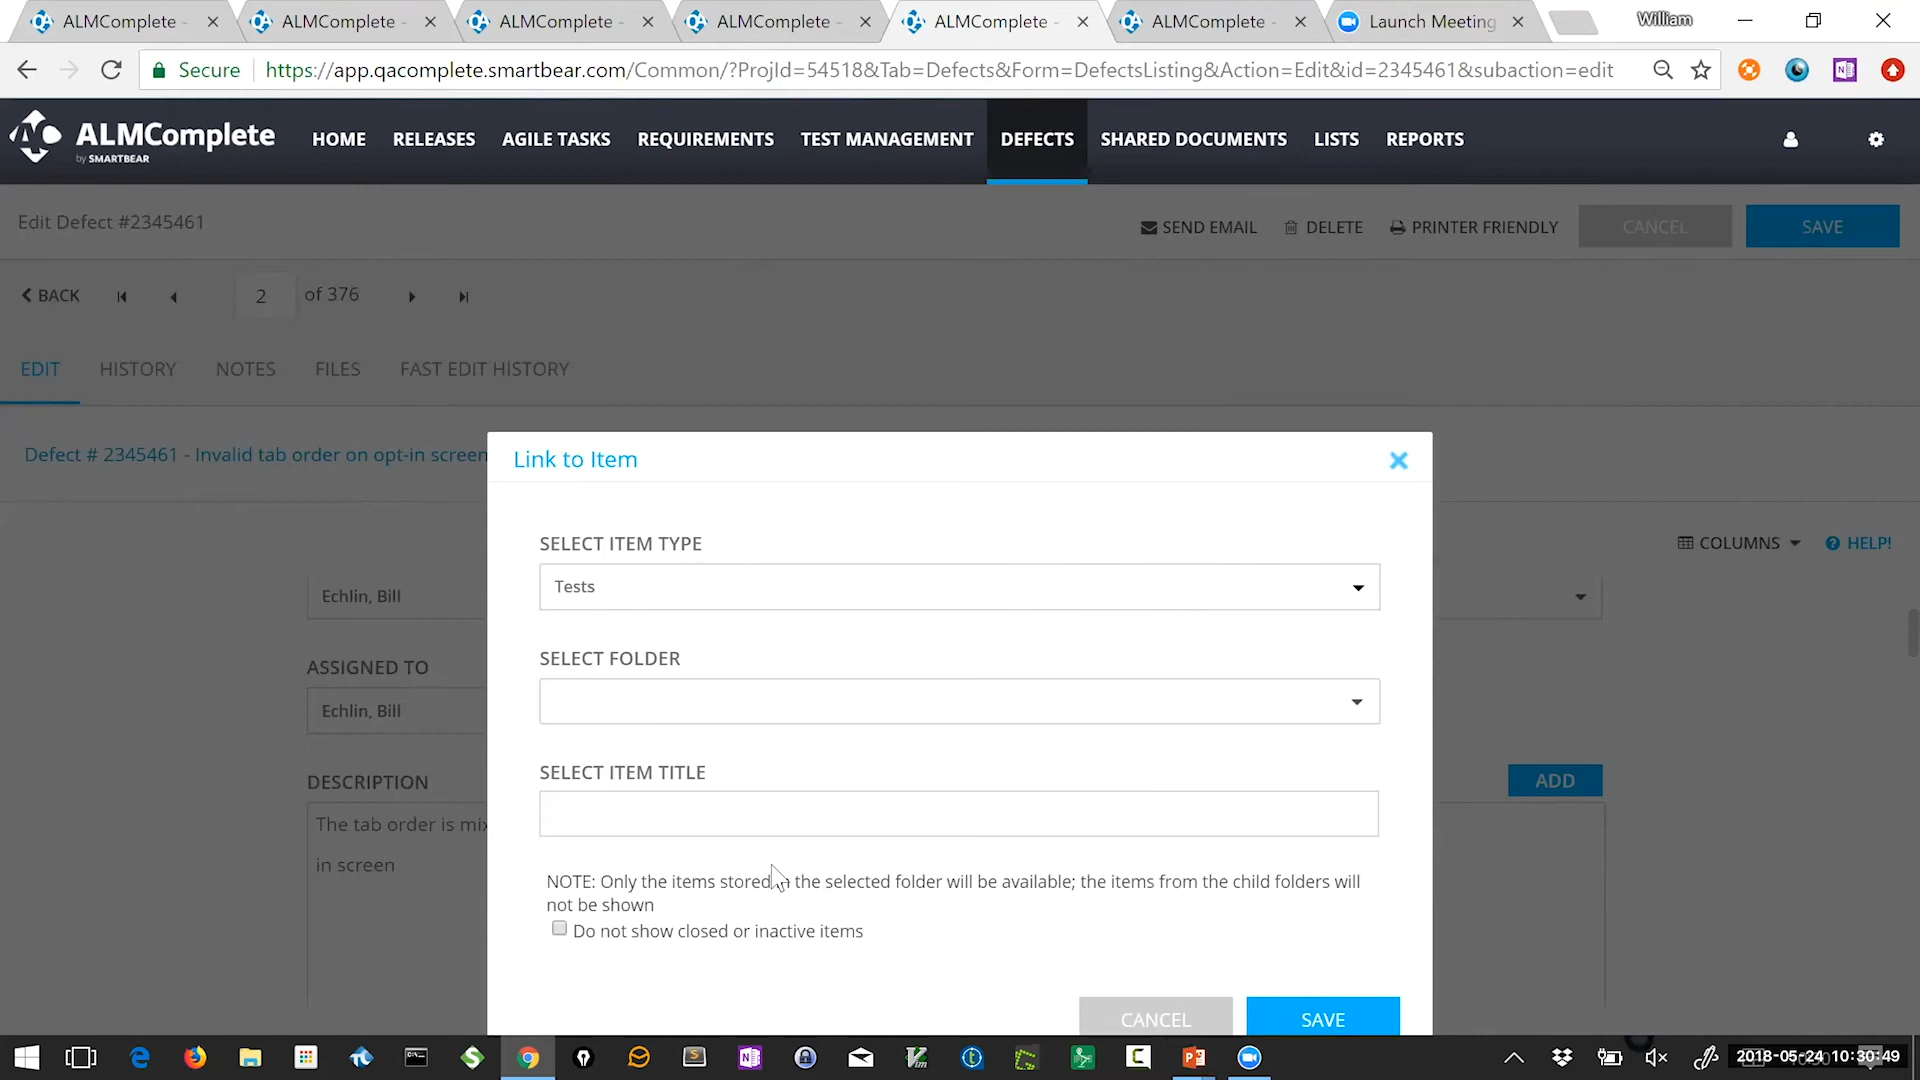 ALMComplete -
ALMComplete -
ALMComplete -
ALMComplete -
ALMComplete -
ALMComplete -
Launch Meeting
William
Secure
https://app.qacomplete.smartbear.com/Common/?ProjId=54518&Tab=Defects&Form=DefectsListing&Action=Edit&id=2345461&subaction=edit
ALMComplete
by SMARTBEAR
HOME
RELEASES
AGILE TASKS
REQUIREMENTS
TEST MANAGEMENT
DEFECTS
SHARED DOCUMENTS
LISTS
REPORTS
Edit Defect #2345461
SEND EMAIL
DELETE
PRINTER FRIENDLY
CANCEL
SAVE
BACK
2
of 376
EDIT
HISTORY
NOTES
FILES
FAST EDIT HISTORY
Defect # 2345461 - Invalid tab order on opt-in screen
Link to Item
SELECT ITEM TYPE
COLUMNS
HELP!
Tests
Echlin, Bill
SELECT FOLDER
ASSIGNED TO
Echlin, Bill
SELECT ITEM TITLE
DESCRIPTION
ADD
The tab order is mix
in screen
NOTE: Only the items stored the selected folder will be available; the items from the child folders will
not be shown
Do not show closed or inactive items
CANCEL
SAVE
2018-05-24 10:30:49